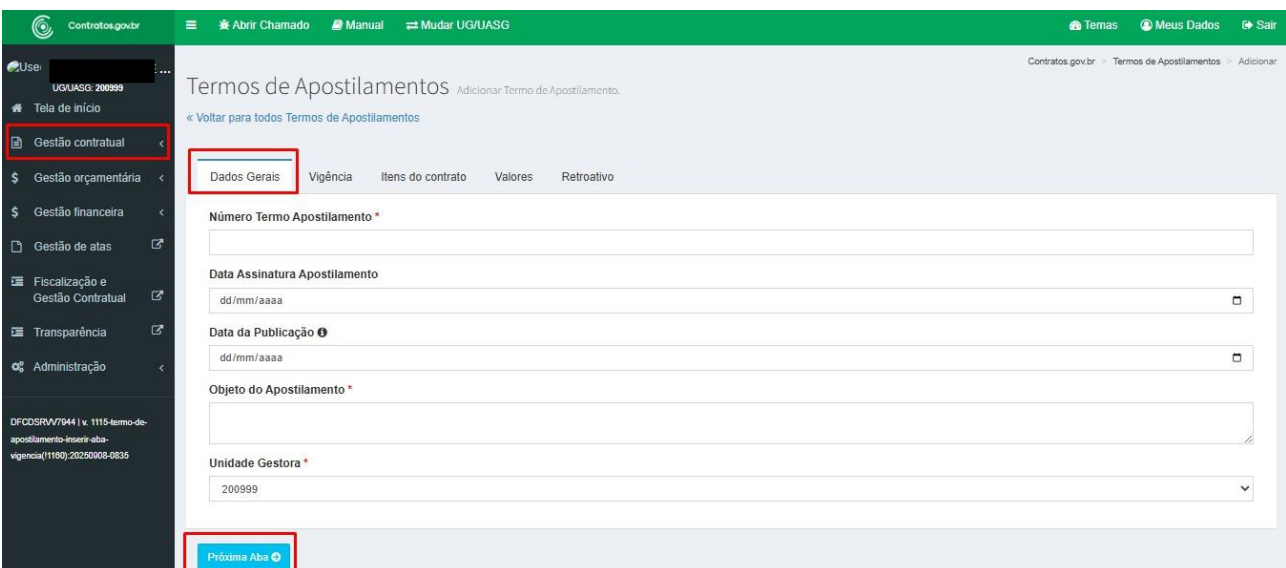 Contratos.gov.br
Abrir Chamado
Manual
Mudar UG/UASG
Temas
Meus Dados
Sair
User
...
UG/UASG: 200999
Tela de início
Gestão contratual
Gestão orçamentária
Gestão financeira
Gestão de atas
Fiscalização e
Gestão Contratual
Transparência
Administração
DFCDSRVV7944 | v. 1115-termo-de-
apostilamento-inserir-aba-
vigencia(!1160):20250908-0835
Contratos.gov.br > Termos de Apostilamentos > Adicionar
Termos de Apostilamentos Adicionar Termo de Apostilamento.
« Voltar para todos Termos de Apostilamentos
Dados Gerais
Vigência
Itens do contrato
Valores
Retroativo
Número Termo Apostilamento *
Data Assinatura Apostilamento
dd/mm/aaaa
Data da Publicação
dd/mm/aaaa
Objeto do Apostilamento *
Unidade Gestora *
200999
Próxima Aba